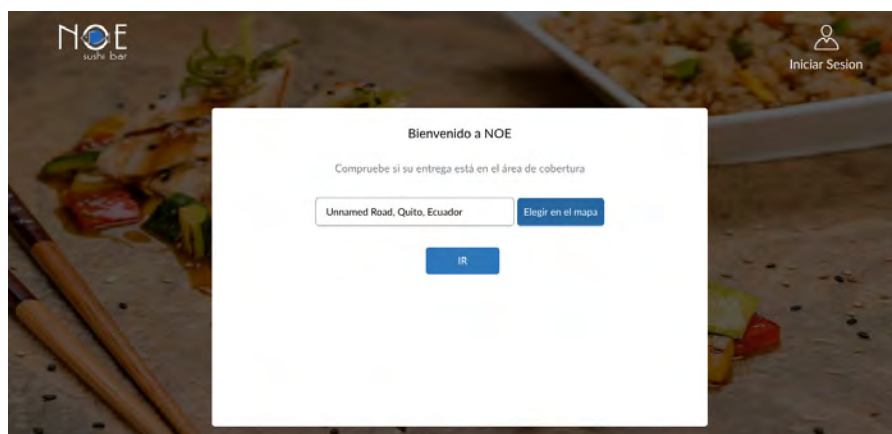 NOE
sushi bar
Iniciar Sesion
Bienvenido a NOE
Compruebe si su entrega está en el área de cobertura
Unnamed Road, Quito, Ecuador
Elegir en el mapa
IR